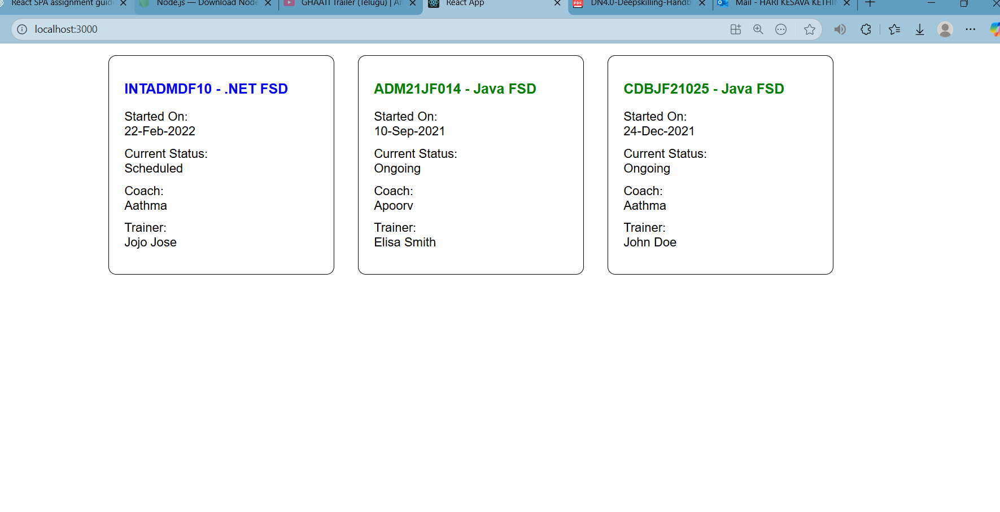 React SPA assignment guid
Node.js — Download Node
GHAATI Trailer (Telugu) | An
React App
PDF
DN4.0-Deepskilling-Handb
Mail - HARI KESAVA KETHI
localhost:3000
INTADMDF10 - .NET FSD
Started On:
22-Feb-2022
Current Status:
Scheduled
Coach:
Aathma
Trainer:
Jojo Jose
ADM21JF014 - Java FSD
Started On:
10-Sep-2021
Current Status:
Ongoing
Coach:
Apoorv
Trainer:
Elisa Smith
CDBJF21025 - Java FSD
Started On:
24-Dec-2021
Current Status:
Ongoing
Coach:
Aathma
Trainer:
John Doe